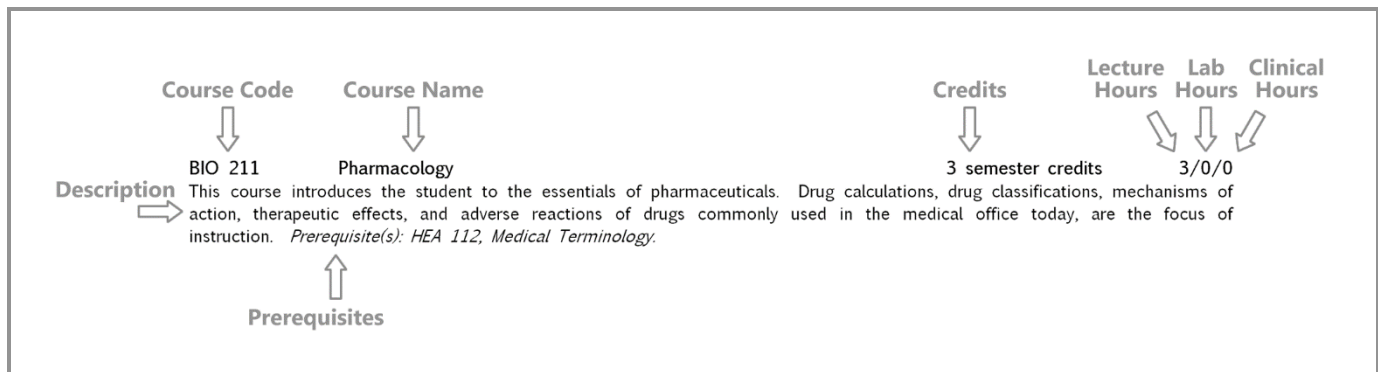 Lecture Lab Clinical
Course Code Course Name Credits Hours Hours Hours
BIO 211 Pharmacology 3 semester credits 3/0/0
Description This course introduces the student to the essentials of pharmaceuticals. Drug calculations, drug classifications, mechanisms of
action, therapeutic effects, and adverse reactions of drugs commonly used in the medical office today, are the focus of
instruction. Prerequisite(s): HEA 112, Medical Terminology.
Prerequisites